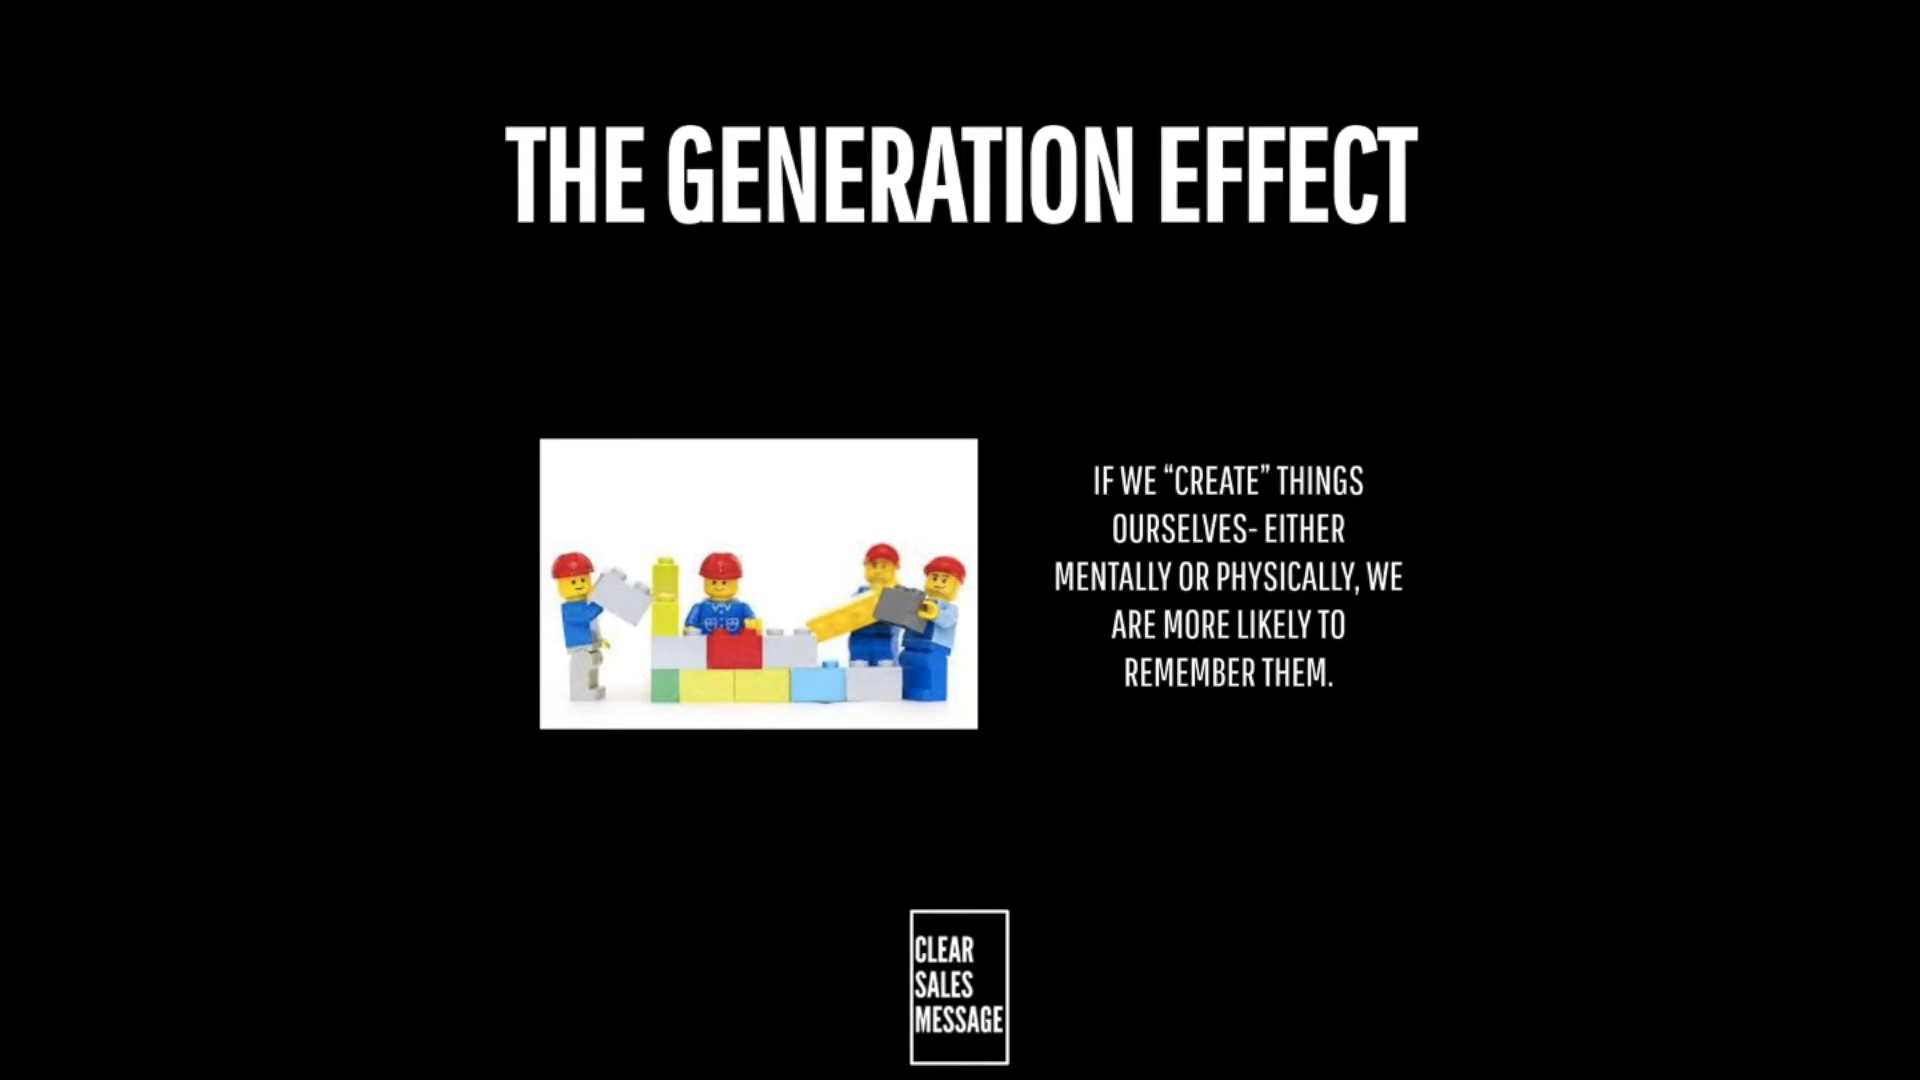 THE GENERATION EFFECT
IF WE “CREATE” THINGS
OURSELVES- EITHER
MENTALLY OR PHYSICALLY, WE
ARE MORE LIKELY TO
REMEMBER THEM.
CLEAR
SALES
MESSAGE